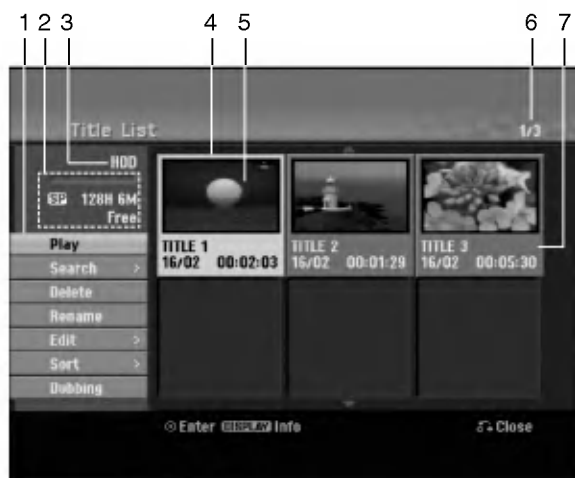 1 2 3 4 5 6 7
Title List
1/3
HDD
SP 128H 6M
Free
Play
Search >
Delete
Rename
Edit >
Sort >
Dubbing
TITLE 1
16/02 00:02:03
TITLE 2
16/02 00:01:29
TITLE 3
16/02 00:05:30
Enter DISPLAY Info
Close